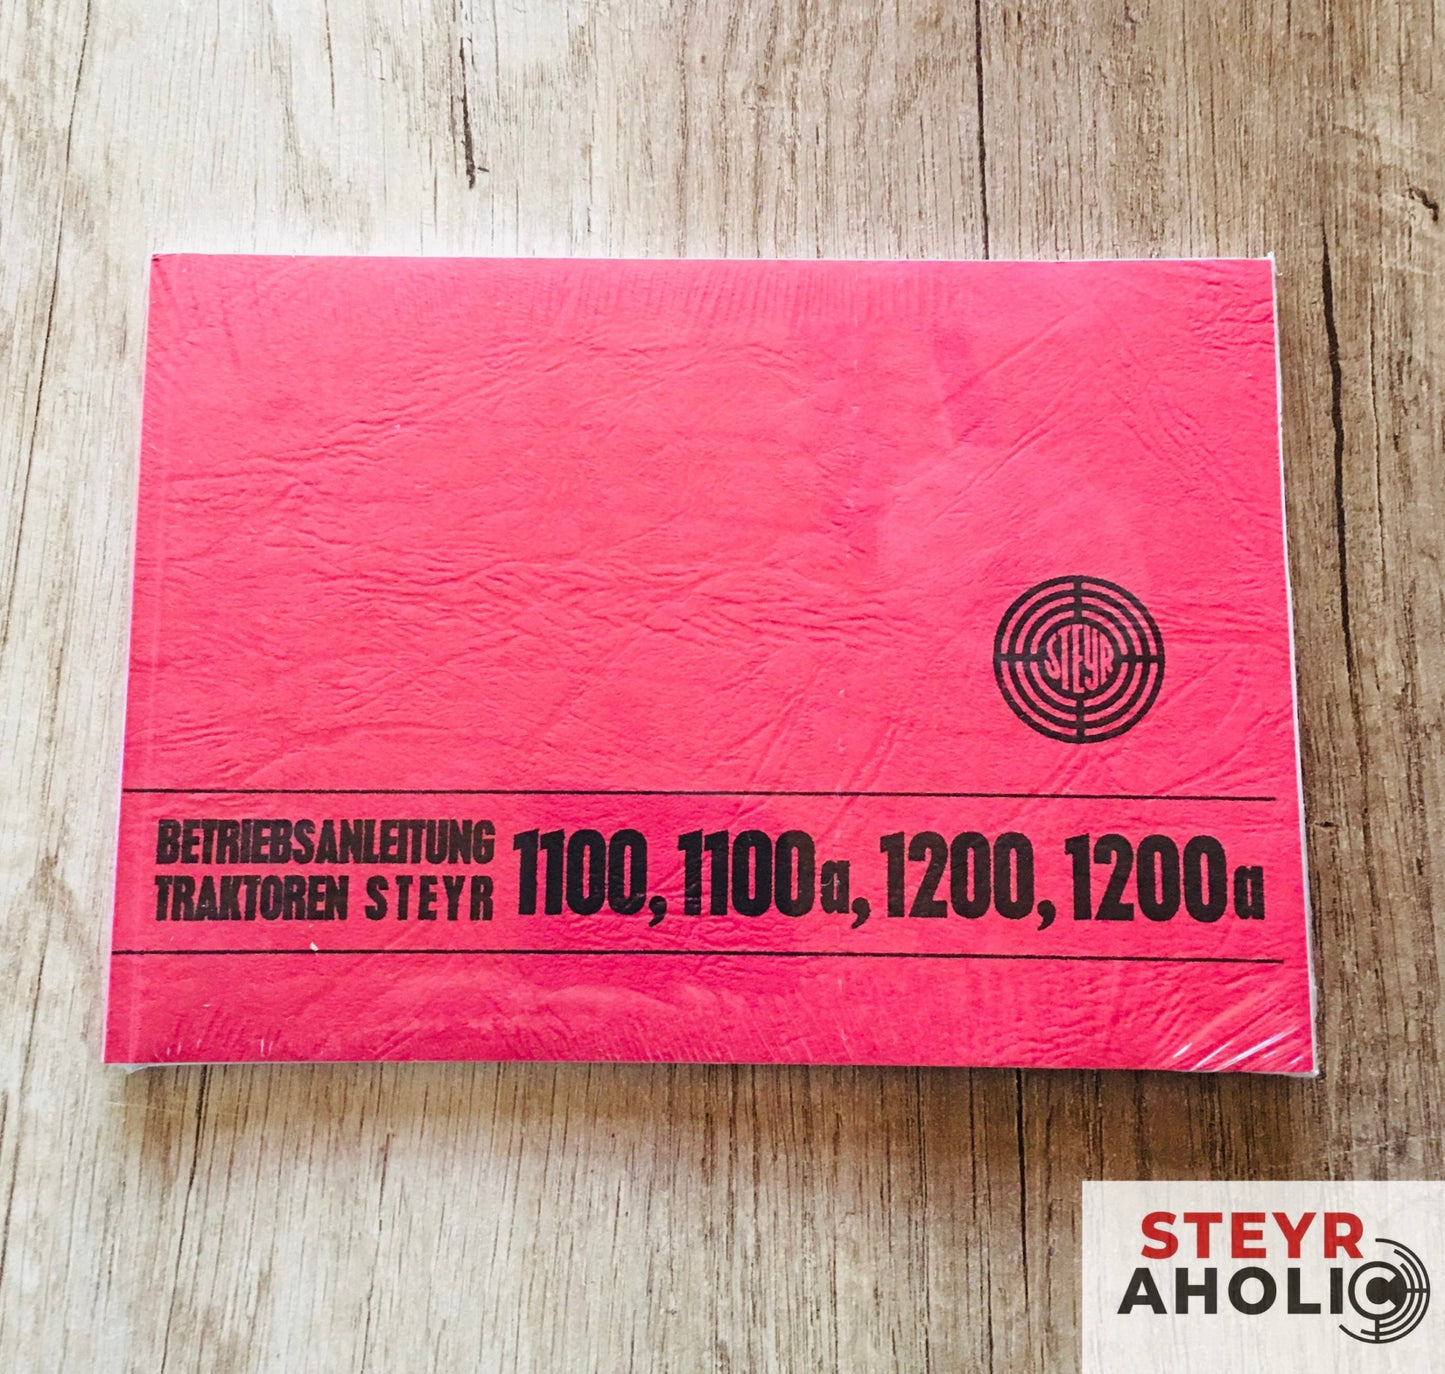 STEYR
BETRIEBSANLEITUNG
TRAKTOREN STEYR
1100, 1100a, 1200, 1200a
STEYR
AHOLIC